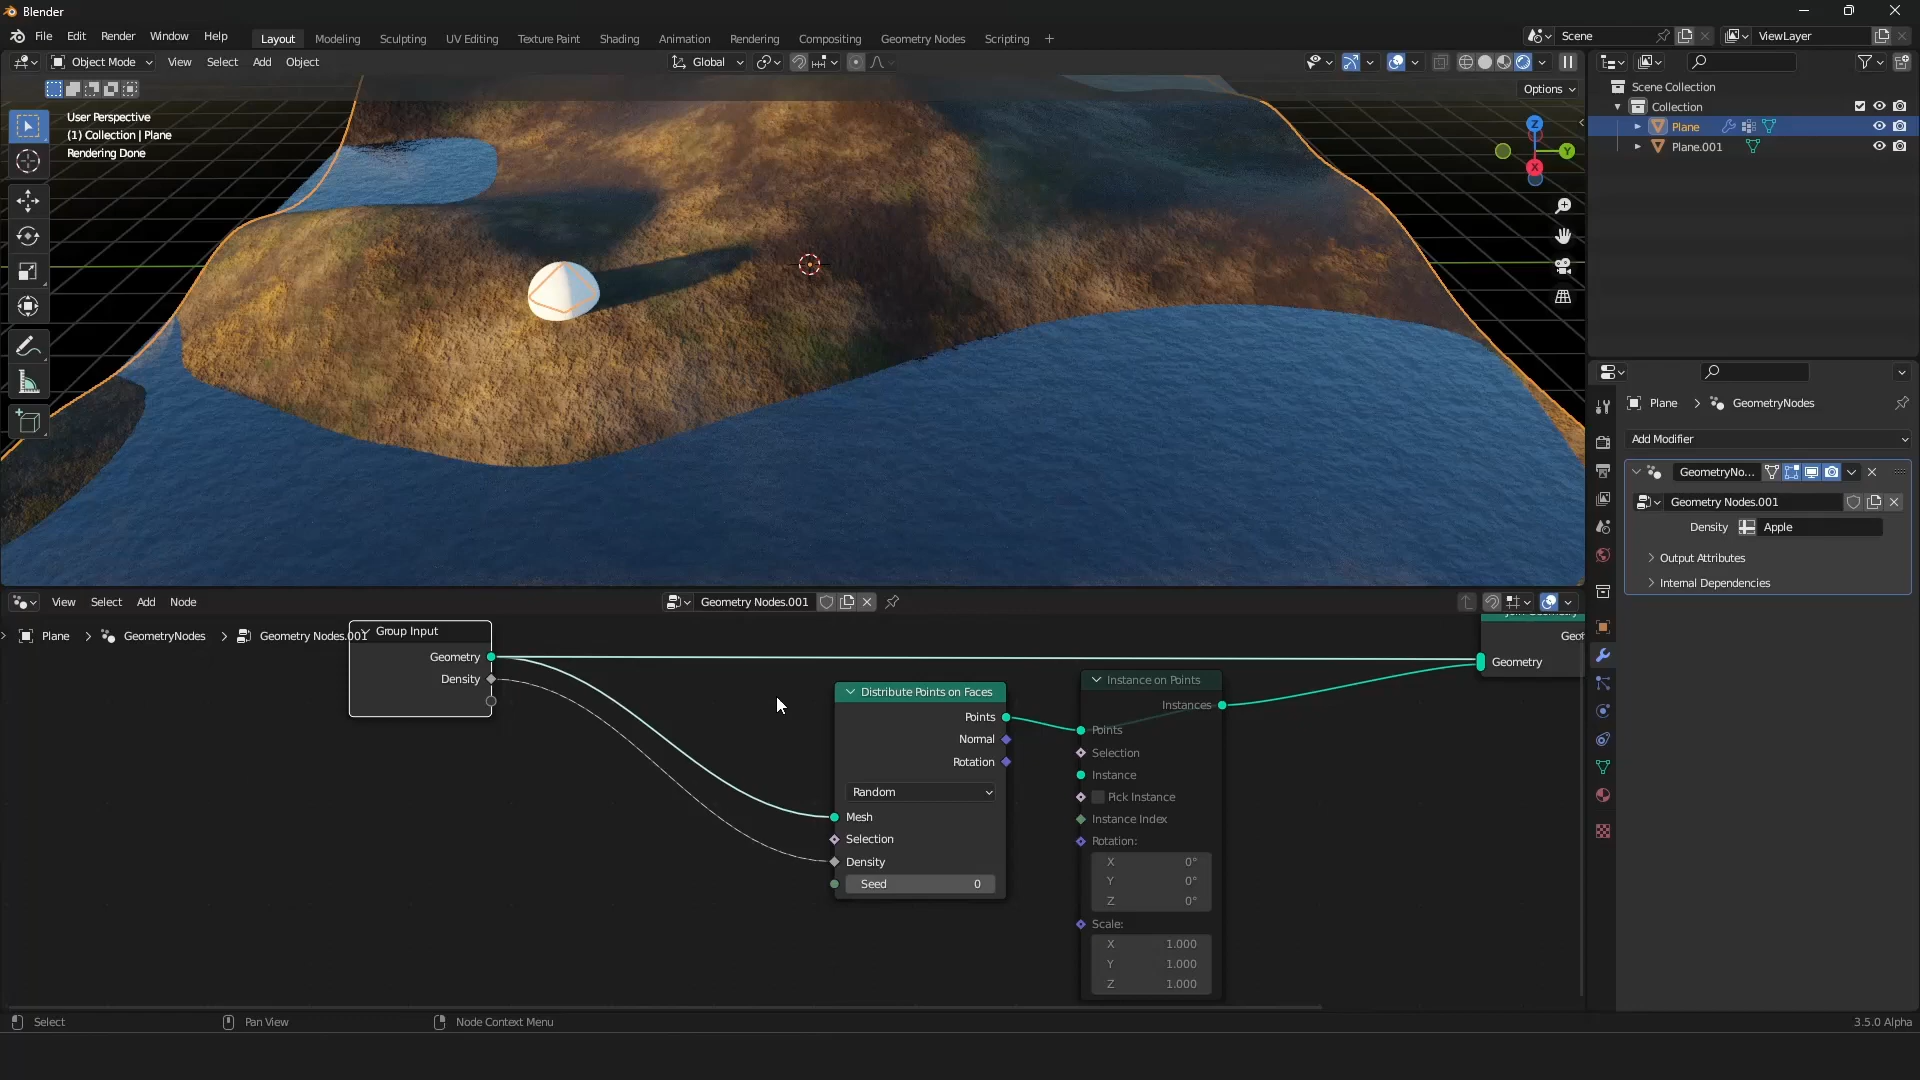 Blender
File Edit Render Window Help
Layout Modeling Sculpting UV Editing Texture Paint Shading Animation Rendering Compositing Geometry Nodes Scripting +
Scene
ViewLayer
Object Mode View Select Add Object
Global
Options
User Perspective
(1) Collection | Plane
Rendering Done
Z
Y
X
Scene Collection
Collection
Plane
Plane.001
Plane > GeometryNodes
Add Modifier
GeometryNo...
Geometry Nodes.001
Density Apple
Output Attributes
Internal Dependencies
View Select Add Node
Geometry Nodes.001
Plane > GeometryNodes > Geometry Nodes.001
Group Input
Geometry
Density
Distribute Points on Faces
Points
Normal
Rotation
Random
Mesh
Selection
Density
Seed 0
Instance on Points
Instances
Points
Selection
Instance
Pick Instance
Instance Index
Rotation:
X 0°
Y 0°
Z 0°
Scale:
X 1.000
Y 1.000
Z 1.000
Geometry
Select
Pan View
Node Context Menu
3.5.0 Alpha